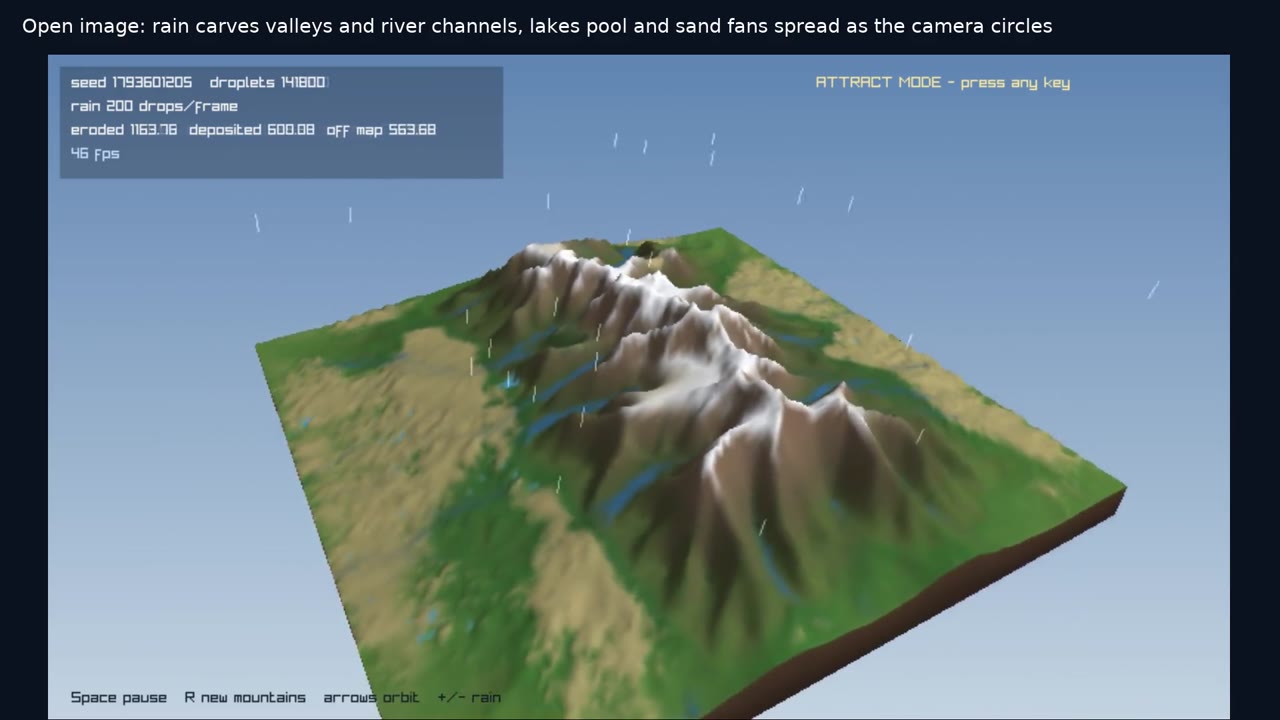 Open image: rain carves valleys and river channels, lakes pool and sand fans spread as the camera circles
seed 1793601205 droplets 141800
ATTRACT MODE - press any key
rain 200 drops/frame
eroded 1163.76 deposited 600.08 off map 563.68
46 fps
Space pause R new mountains arrows orbit +/- rain